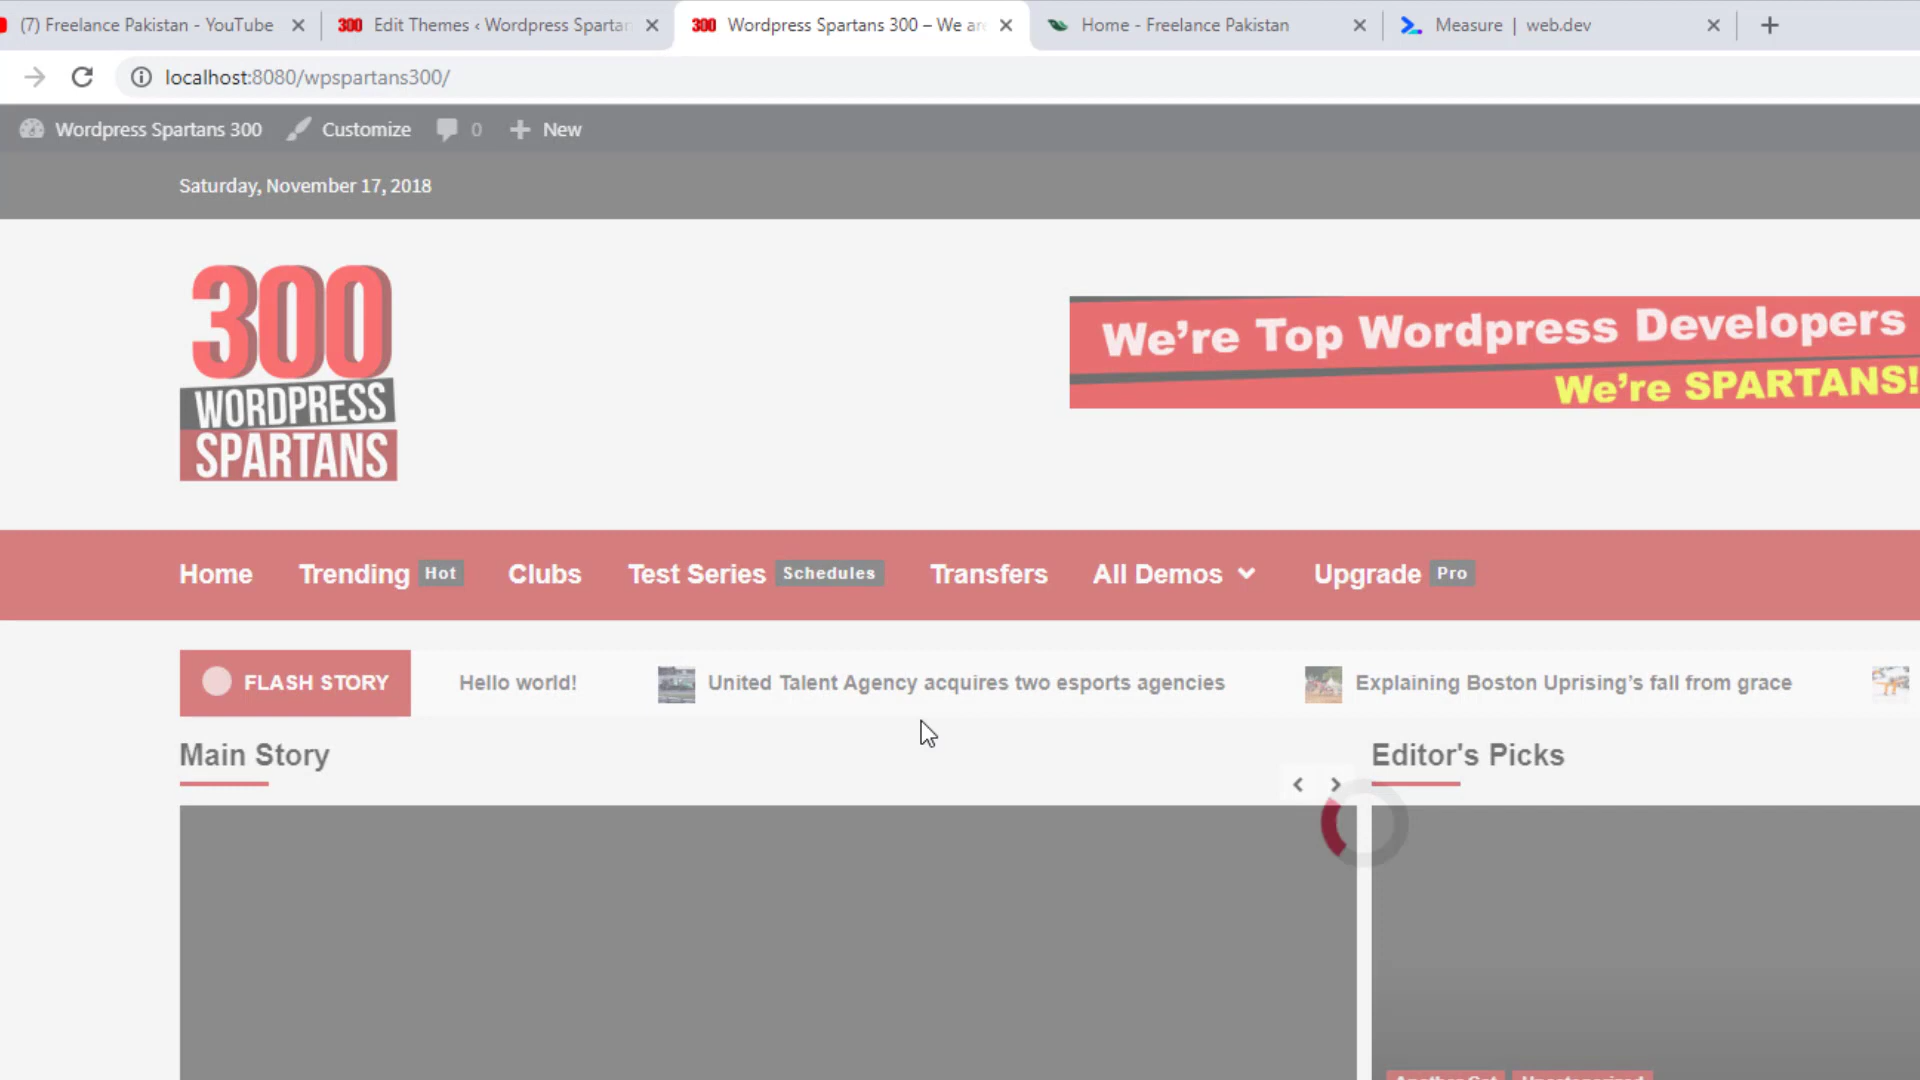 (7) Freelance Pakistan - YouTube
300 Edit Themes ‹ Wordpress Spartan
300 Wordpress Spartans 300 – We are
Home - Freelance Pakistan
Measure | web.dev
localhost:8080/wpspartans300/
Wordpress Spartans 300 Customize 0 New
Saturday, November 17, 2018
300
WORDPRESS
SPARTANS
We're Top Wordpress Developers
We're SPARTANS!
Home Trending Hot Clubs Test Series Schedules Transfers All Demos Upgrade Pro
FLASH STORY Hello world! United Talent Agency acquires two esports agencies Explaining Boston Uprising's fall from grace
Main Story
Editor's Picks
Another Cat Uncategorized